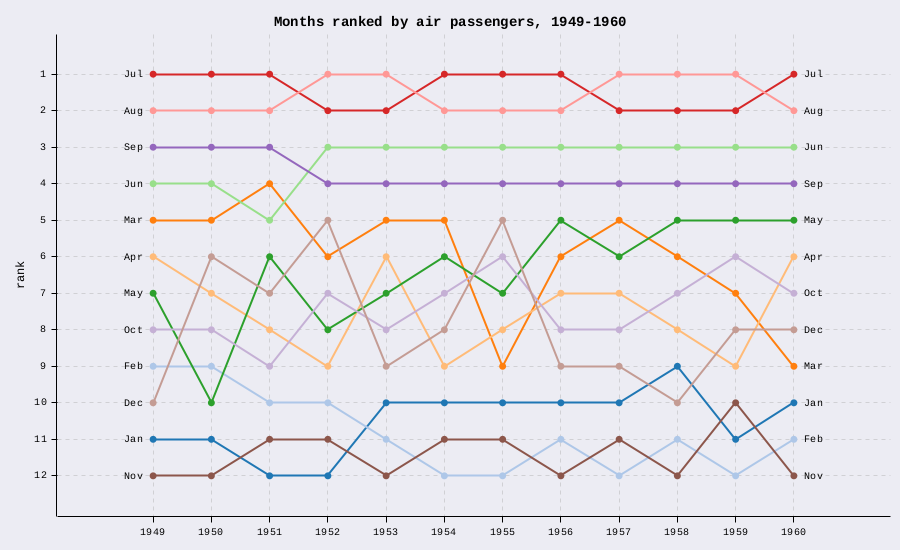 Months ranked by air passengers, 1949-1960
rank
1 Jul Jul
2 Aug Aug
3 Sep Jun
4 Jun Sep
5 Mar May
6 Apr Apr
7 May Oct
8 Oct Dec
9 Feb Mar
10 Dec Jan
11 Jan Feb
12 Nov Nov
1949 1950 1951 1952 1953 1954 1955 1956 1957 1958 1959 1960